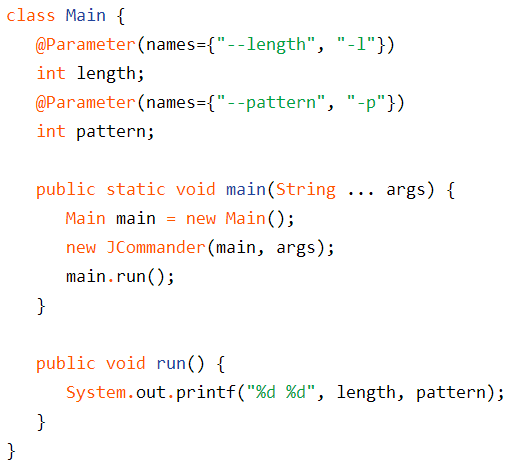 class Main {
    @Parameter(names={"--length", "-l"})
    int length;
    @Parameter(names={"--pattern", "-p"})
    int pattern;

    public static void main(String ... args) {
        Main main = new Main();
        new JCommander(main, args);
        main.run();
    }

    public void run() {
        System.out.printf("%d %d", length, pattern);
    }
}